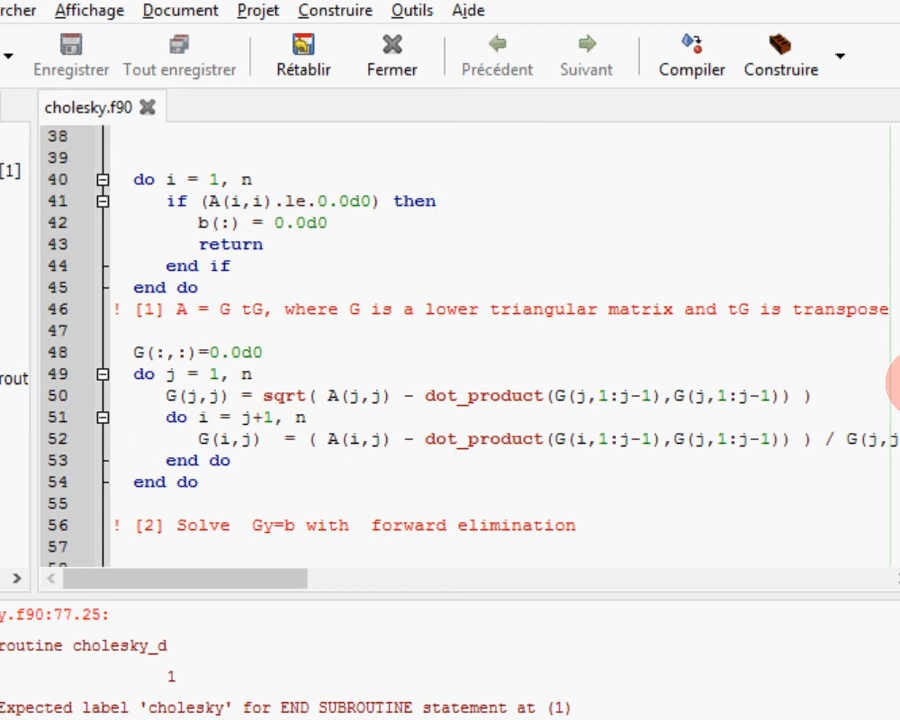 rcher Affichage Document Projet Construire Outils Aide
Enregistrer Tout enregistrer Rétablir Fermer Précédent Suivant Compiler Construire
cholesky.f90
[1]
rout
38
39
40 do i = 1, n
41 if (A(i,i).le.0.0d0) then
42 b(:) = 0.0d0
43 return
44 end if
45 end do
46 ! [1] A = G tG, where G is a lower triangular matrix and tG is transpose
47
48 G(:,:)=0.0d0
49 do j = 1, n
50 G(j,j) = sqrt( A(j,j) - dot_product(G(j,1:j-1),G(j,1:j-1)) )
51 do i = j+1, n
52 G(i,j) = ( A(i,j) - dot_product(G(i,1:j-1),G(j,1:j-1)) ) / G(j,j
53 end do
54 end do
55
56 ! [2] Solve Gy=b with forward elimination
57
y.f90:77.25:
routine cholesky_d
1
Expected label 'cholesky' for END SUBROUTINE statement at (1)